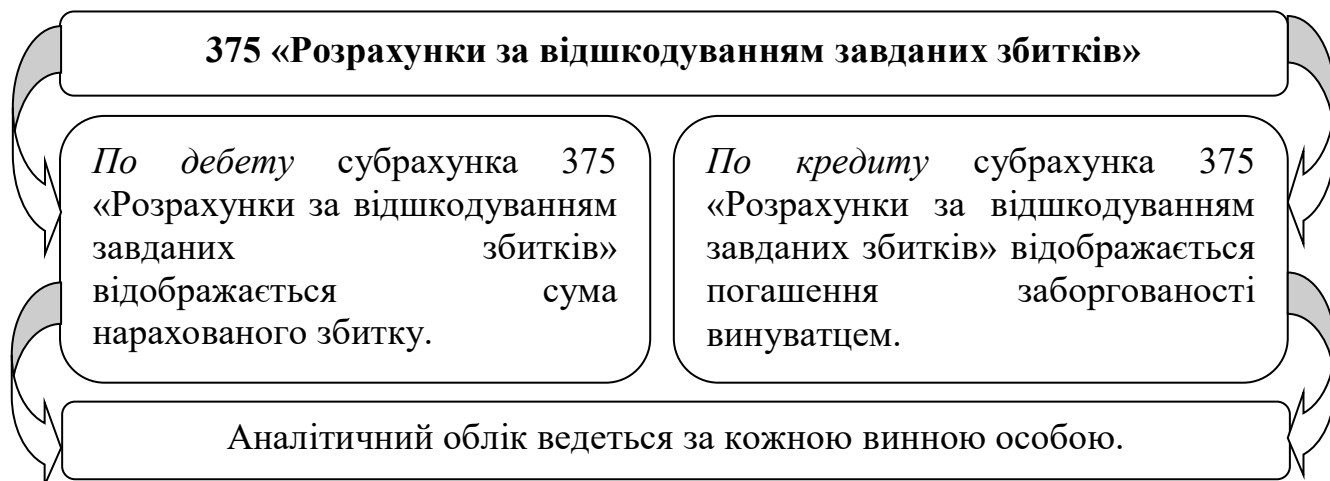 375 «Розрахунки за відшкодуванням завданих збитків»
По дебету субрахунка 375
«Розрахунки за відшкодуванням
завданих збитків»
відображається сума
нарахованого збитку.
По кредиту субрахунка 375
«Розрахунки за відшкодуванням
завданих збитків» відображається
погашення заборгованості
винуватцем.
Аналітичний облік ведеться за кожною винною особою.